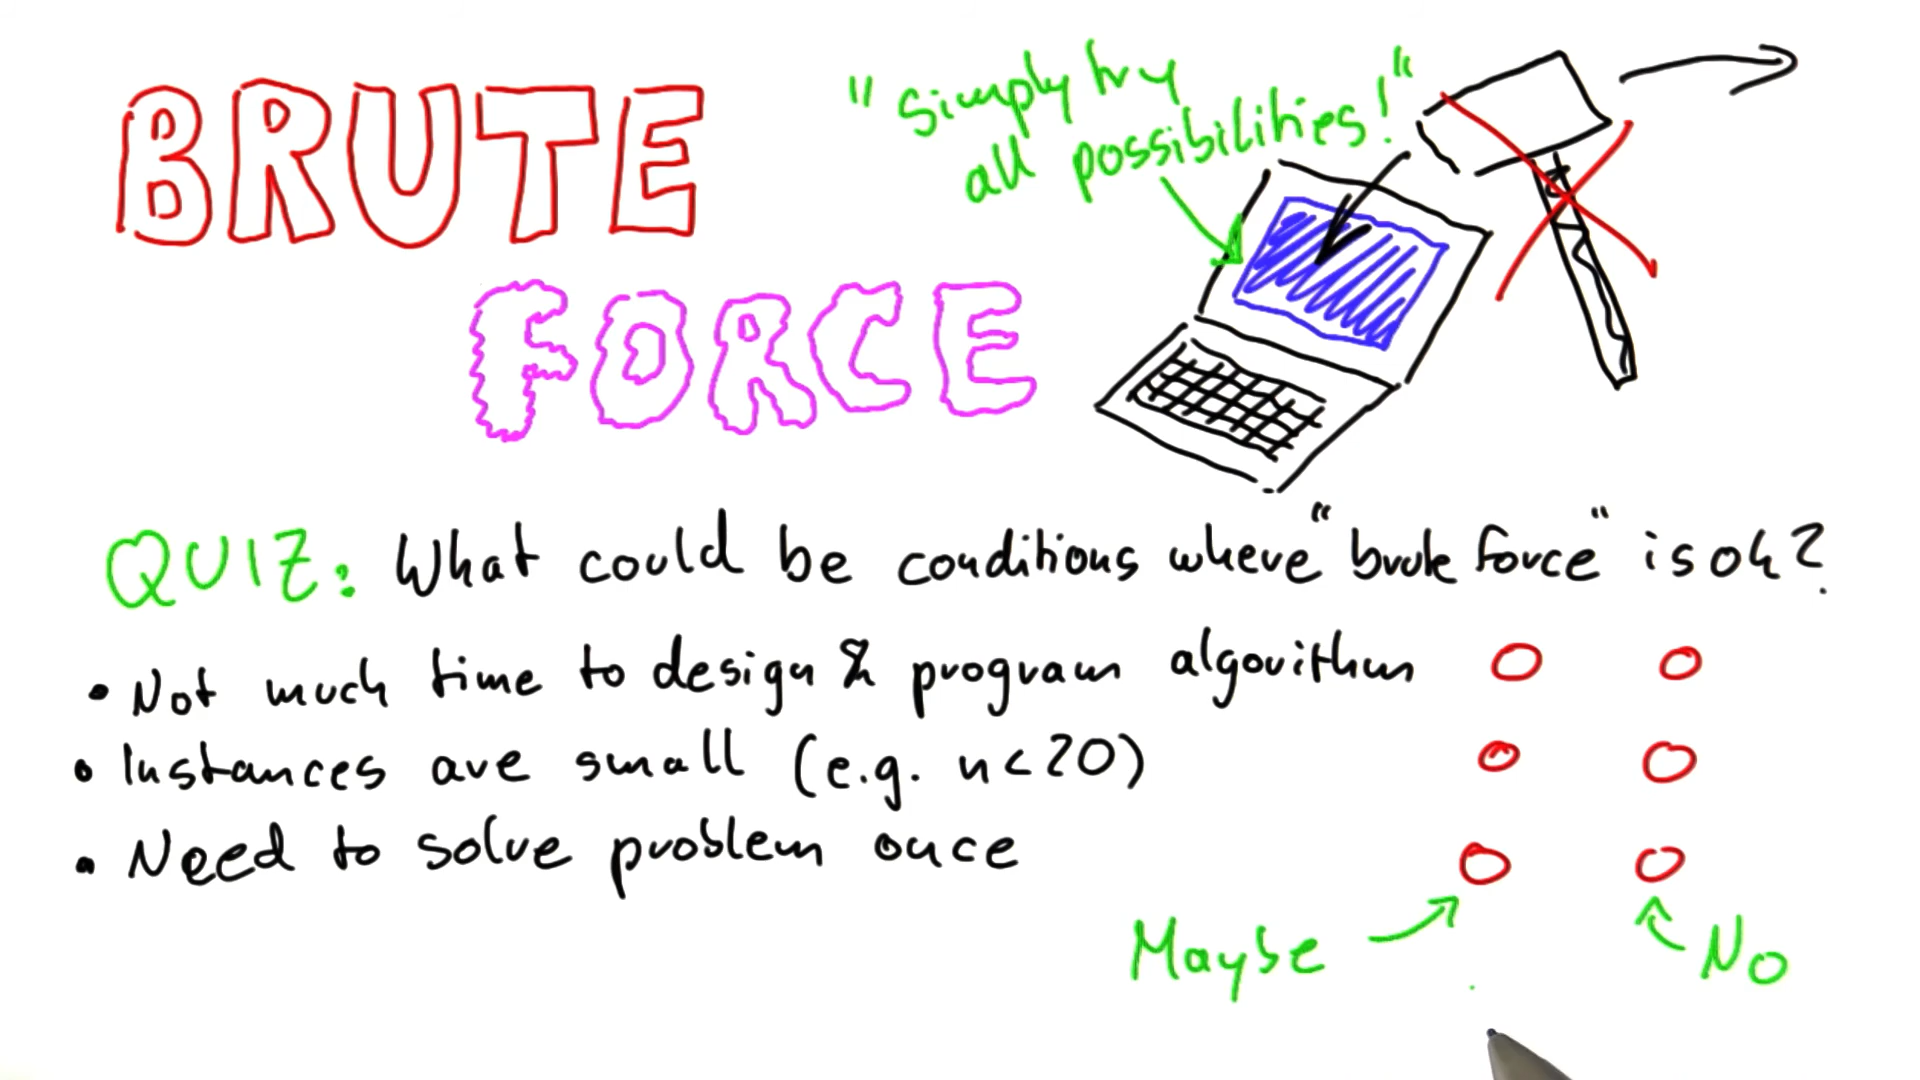 BRUTE
FORCE
"Simply try
all possibilities!"
QUIZ: What could be conditions where "brute force" is ok?
• Not much time to design & program algorithm
• Instances are small (e.g. n<20)
• Need to solve problem once
Maybe
No